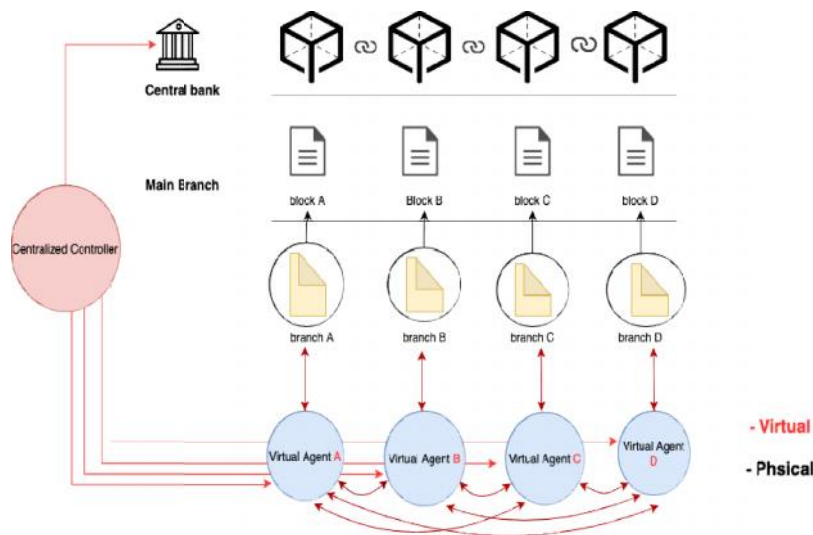 Central bank
Main Branch
block A
Block B
block C
block D
Centralized Controller
branch A
branch B
branch C
branch D
Virtual Agent A
Virtual Agent B
Virtual Agent C
Virtual Agent
D
- Virtual
- Phsical